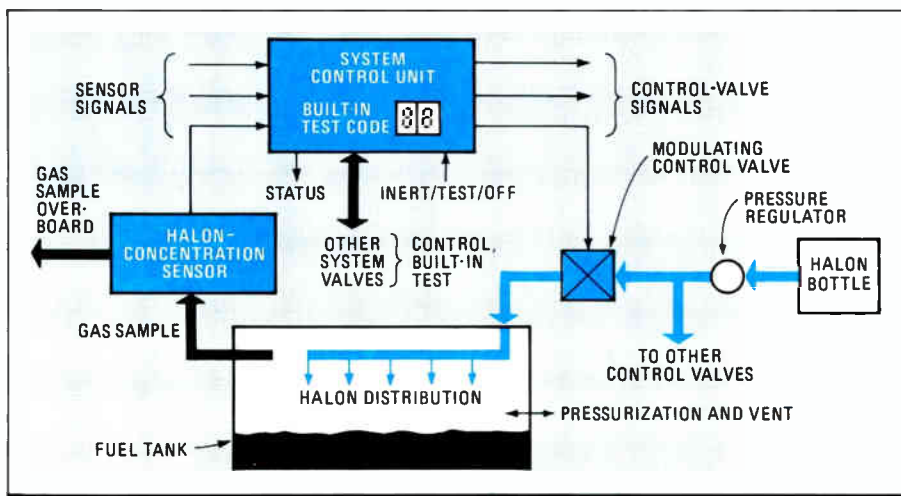 SYSTEM
CONTROL UNIT
BUILT-IN
TEST CODE
SENSOR
SIGNALS
CONTROL-VALVE
SIGNALS
MODULATING
CONTROL VALVE
GAS
SAMPLE
OVER-
BOARD
STATUS
INERT/TEST/OFF
PRESSURE
REGULATOR
HALON-
CONCENTRATION
SENSOR
OTHER
SYSTEM
VALVES
CONTROL,
BUILT-IN
TEST
HALON
BOTTLE
GAS SAMPLE
TO OTHER
CONTROL VALVES
HALON DISTRIBUTION
PRESSURIZATION AND VENT
FUEL TANK